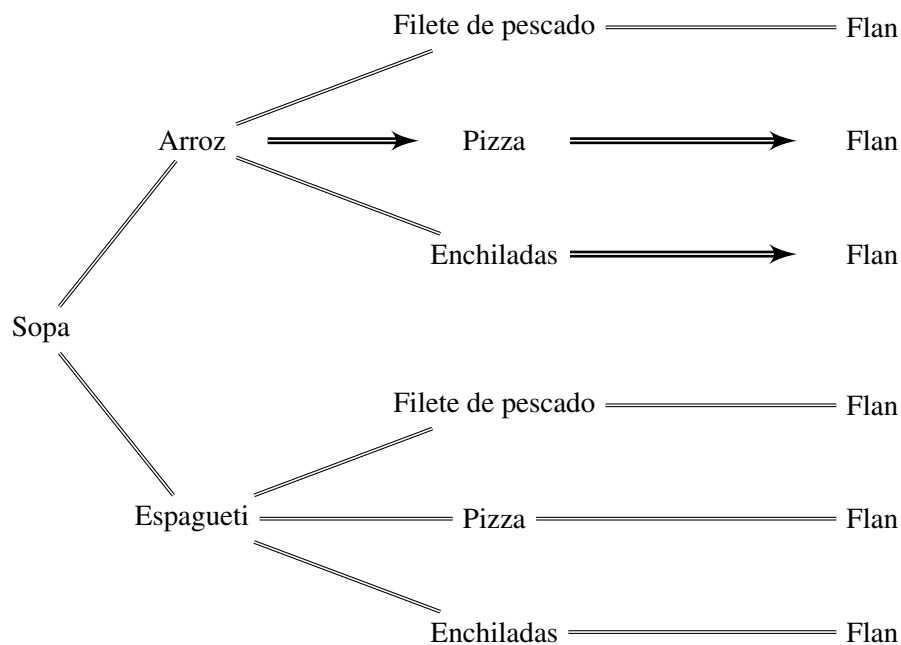 Filete de pescado Flan
Arroz Pizza Flan
Enchiladas Flan
Sopa
Filete de pescado Flan
Espagueti Pizza Flan
Enchiladas Flan